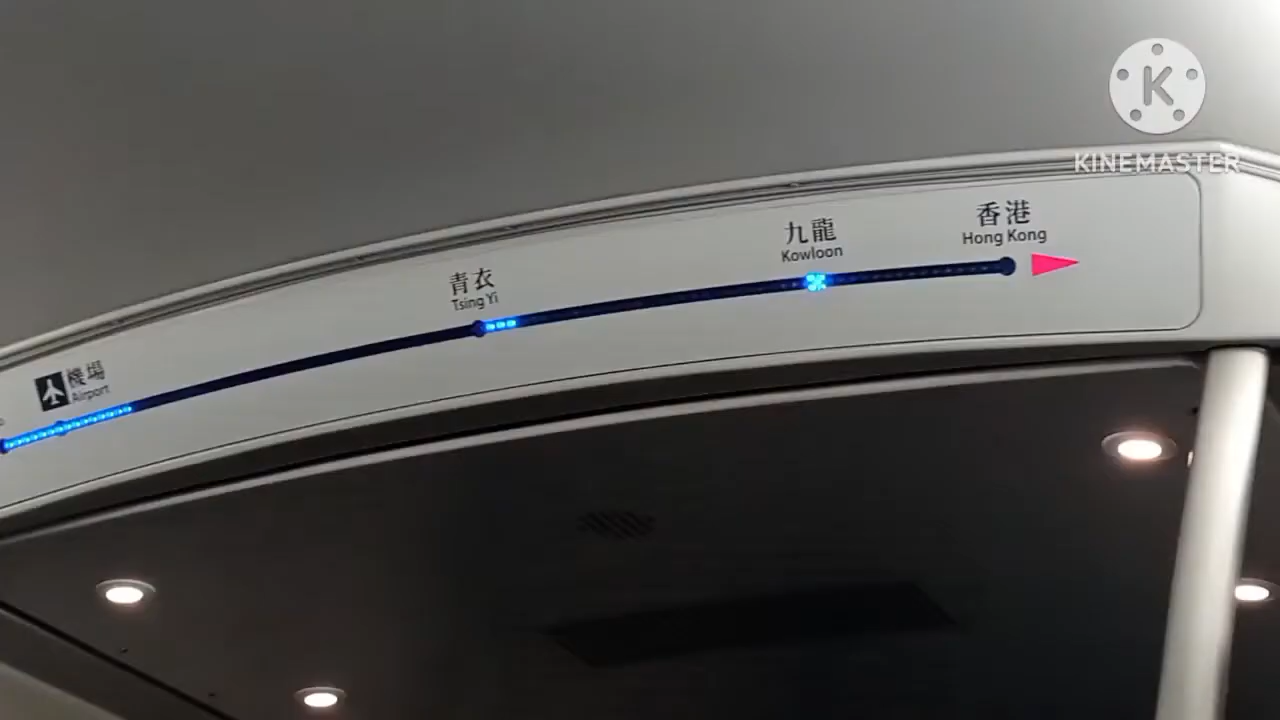 K
KINEMASTER
香港
Hong Kong
九龍
Kowloon
青衣
Tsing Yi
機場
Airport